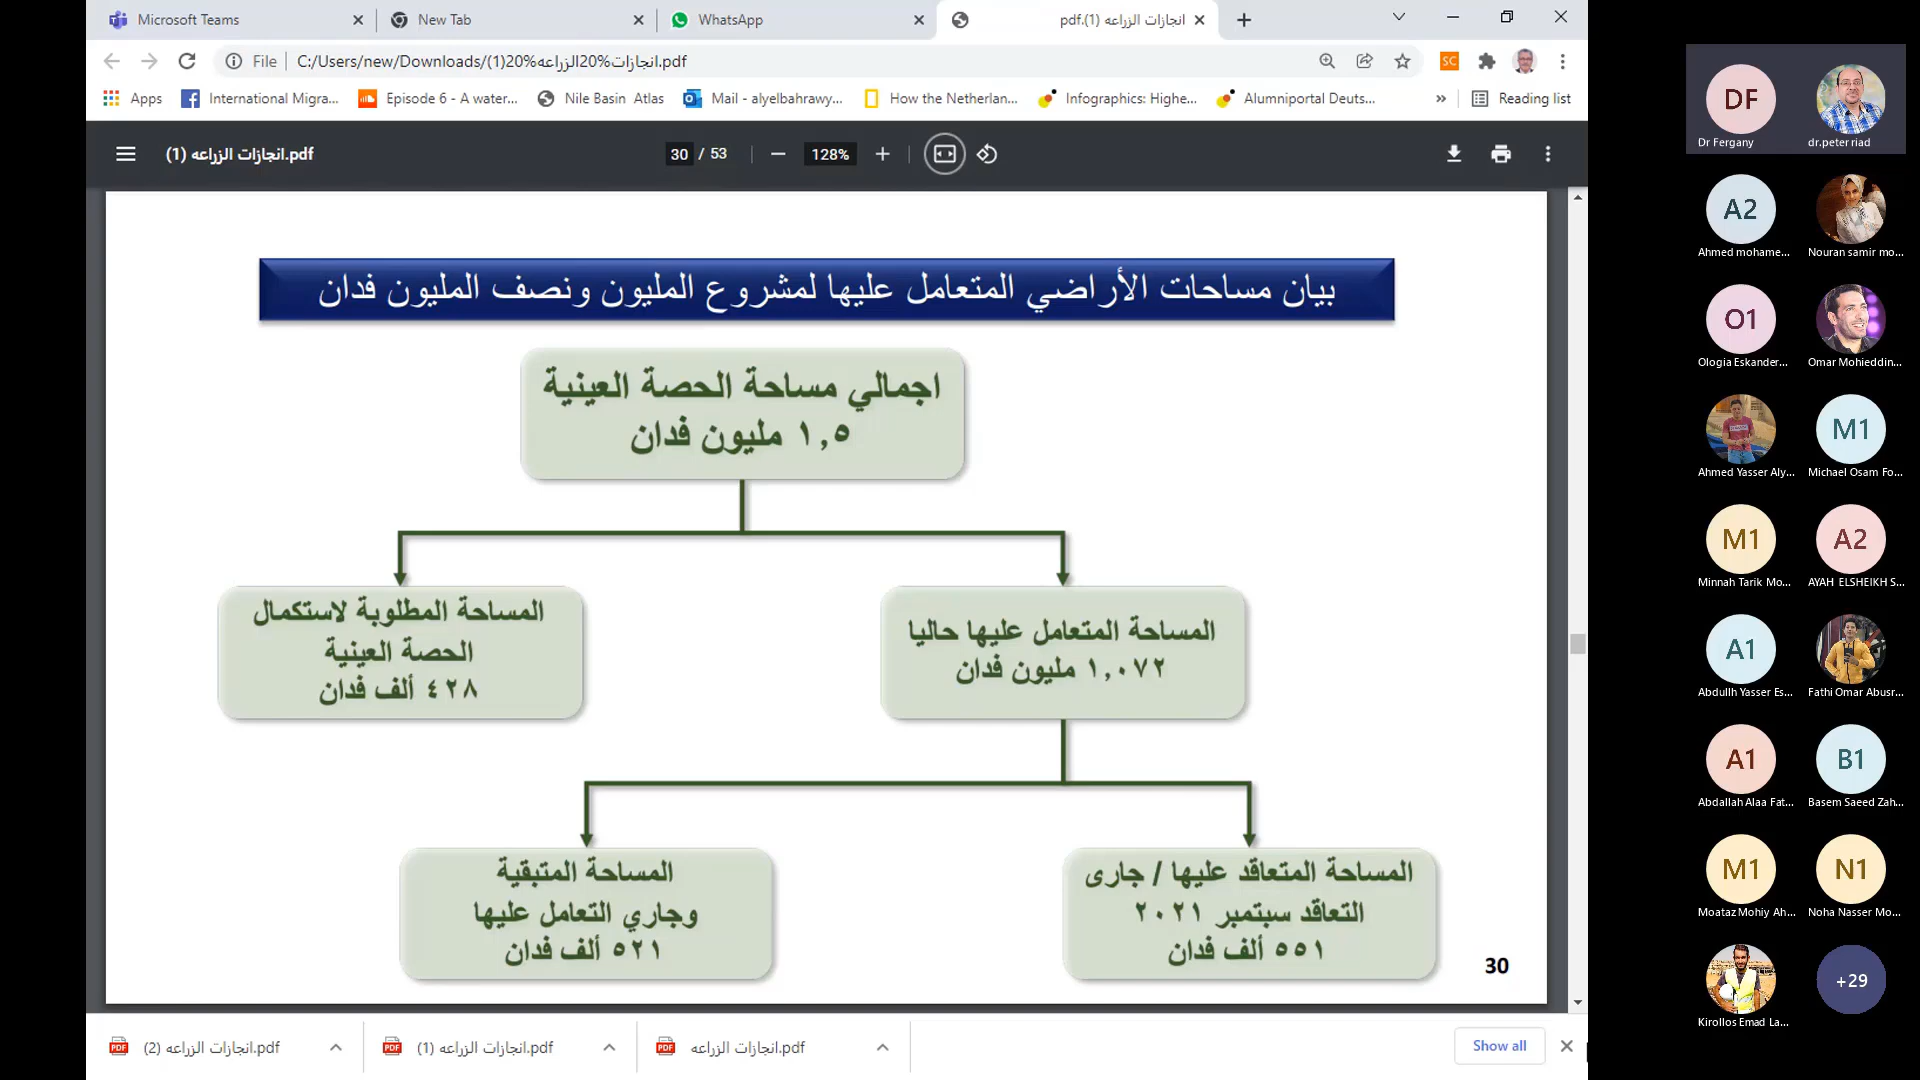 Microsoft Teams
New Tab
WhatsApp
انجازات الزراعه (1).pdf
File
C:/Users/new/Downloads/انجازات%20الزراعه%20(1).pdf
SC
Apps
International Migra...
Episode 6 - A water...
Nile Basin Atlas
Mail - alyelbahrawy...
How the Netherlan...
Infographics: Highe...
Alumniportal Deuts...
»
Reading list
انجازات الزراعه (1).pdf
30 / 53
128%
بيان مساحات الأراضي المتعامل عليها لمشروع المليون ونصف المليون فدان
اجمالي مساحة الحصة العينية
١,٥ مليون فدان
المساحة المتعامل عليها حاليا
١,٠٧٢ مليون فدان
المساحة المطلوبة لاستكمال
الحصة العينية
٤٢٨ ألف فدان
المساحة المتعاقد عليها / جارى
التعاقد سبتمبر ٢٠٢١
٥٥١ ألف فدان
المساحة المتبقية
وجاري التعامل عليها
٥٢١ ألف فدان
30
PDF
انجازات الزراعه (2).pdf
PDF
انجازات الزراعه (1).pdf
PDF
انجازات الزراعه.pdf
Show all
DF
Dr Fergany
dr.peter riad
A2
Ahmed mohame...
Nouran samir mo...
O1
Ologia Eskander...
Omar Mohieddin...
Ahmed Yasser Aly...
M1
Michael Osam Fo...
M1
Minnah Tarik Mo...
A2
AYAH ELSHEIKH S...
A1
Abdullh Yasser Es...
Fathi Omar Abusr...
A1
Abdallah Alaa Fat...
B1
Basem Saeed Zah...
M1
Moataz Mohiy Ah...
N1
Noha Nasser Mo...
Kirollos Emad La...
+29